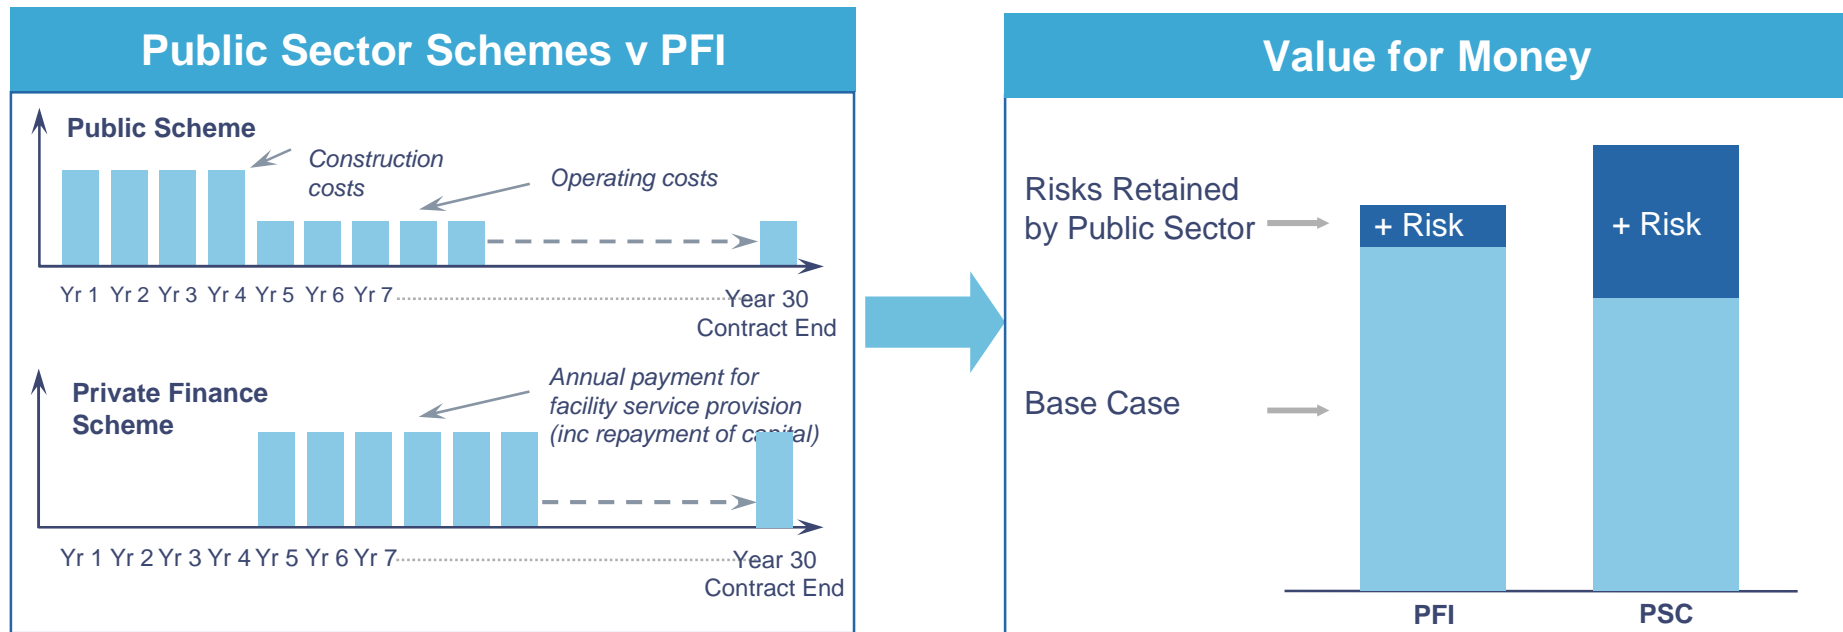 Public Sector Schemes v PFI
Public Scheme
Construction
costs
Operating costs
Yr 1 Yr 2 Yr 3 Yr 4 Yr 5 Yr 6 Yr 7
Year 30
Contract End
Private Finance
Scheme
Annual payment for
facility service provision
(inc repayment of capital)
Yr 1 Yr 2 Yr 3 Yr 4 Yr 5 Yr 6 Yr 7
Year 30
Contract End
Value for Money
Risks Retained
by Public Sector
+ Risk
+ Risk
Base Case
PFI
PSC